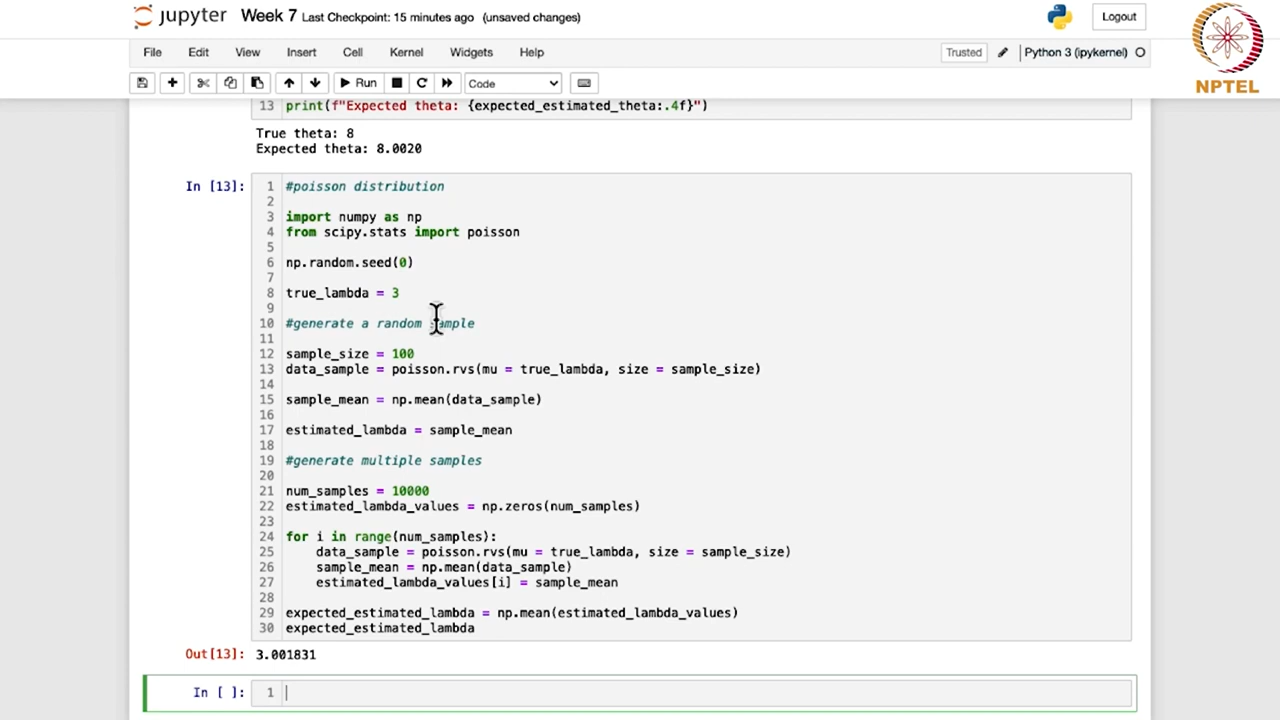 jupyter Week 7 Last Checkpoint: 15 minutes ago (unsaved changes) Logout
NPTEL
File Edit View Insert Cell Kernel Widgets Help Trusted Python 3 (ipykernel)
Run Code
13 print(f"Expected theta: {expected_estimated_theta:.4f}")
True theta: 8
Expected theta: 8.0020
In [13]: 1 #poisson distribution
2
3 import numpy as np
4 from scipy.stats import poisson
5
6 np.random.seed(0)
7
8 true_lambda = 3
9
10 #generate a random sample
11
12 sample_size = 100
13 data_sample = poisson.rvs(mu = true_lambda, size = sample_size)
14
15 sample_mean = np.mean(data_sample)
16
17 estimated_lambda = sample_mean
18
19 #generate multiple samples
20
21 num_samples = 10000
22 estimated_lambda_values = np.zeros(num_samples)
23
24 for i in range(num_samples):
25     data_sample = poisson.rvs(mu = true_lambda, size = sample_size)
26     sample_mean = np.mean(data_sample)
27     estimated_lambda_values[i] = sample_mean
28
29 expected_estimated_lambda = np.mean(estimated_lambda_values)
30 expected_estimated_lambda
Out[13]: 3.001831
In [ ]: 1